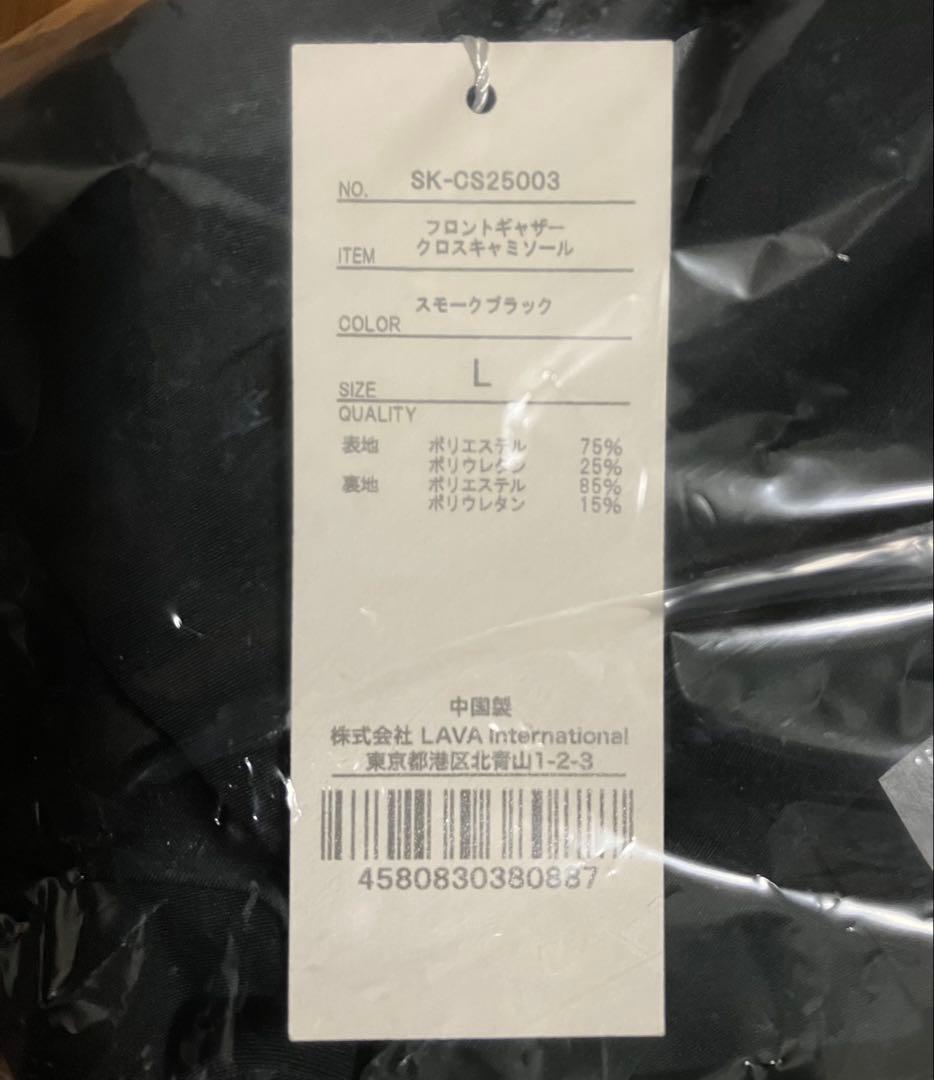 NO. SK-CS25003
フロントギャザー
ITEM クロスキャミソール
COLOR スモークブラック
SIZE L
QUALITY
表地 ポリエステル 75%
ポリウレタン 25%
裏地 ポリエステル 85%
ポリウレタン 15%
中国製
株式会社 LAVA International
東京都港区北青山1-2-3
4580830380887